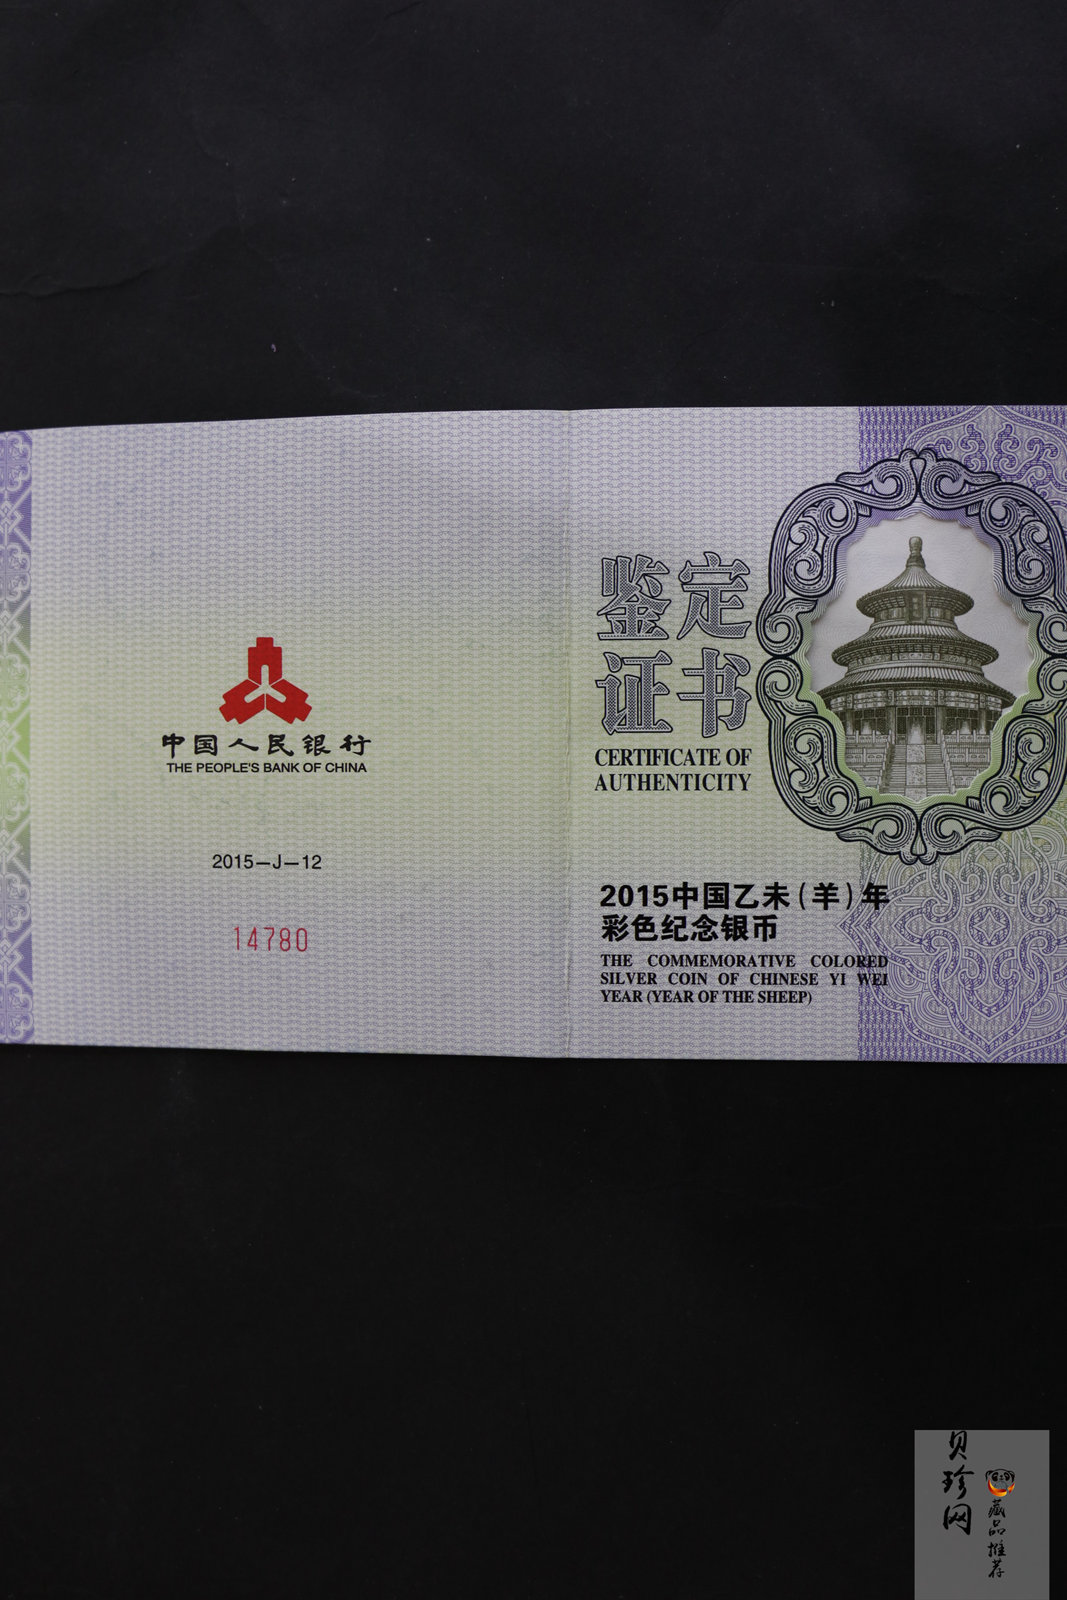 中国人民银行
THE PEOPLE'S BANK OF CHINA
2015—J—12
14780
鉴定
证书
CERTIFICATE OF
AUTHENTICITY
2015中国乙未(羊)年
彩色纪念银币
THE COMMEMORATIVE COLORED
SILVER COIN OF CHINESE YI WEI
YEAR (YEAR OF THE SHEEP)
贝珍网
藏品推荐